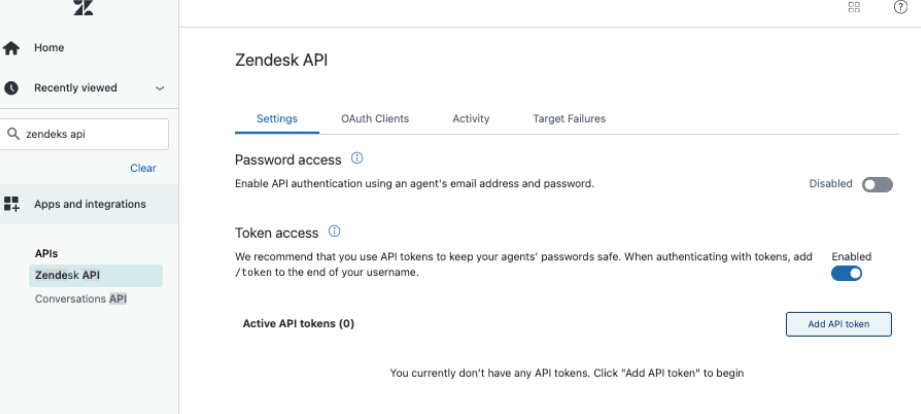 Home
Recently viewed
zendeks api
Clear
Apps and integrations
APIs
Zendesk API
Conversations API
Zendesk API
Settings OAuth Clients Activity Target Failures
Password access
Enable API authentication using an agent's email address and password.
Disabled
Token access
We recommend that you use API tokens to keep your agents' passwords safe. When authenticating with tokens, add
/token to the end of your username.
Enabled
Active API tokens (0)
Add API token
You currently don't have any API tokens. Click "Add API token" to begin